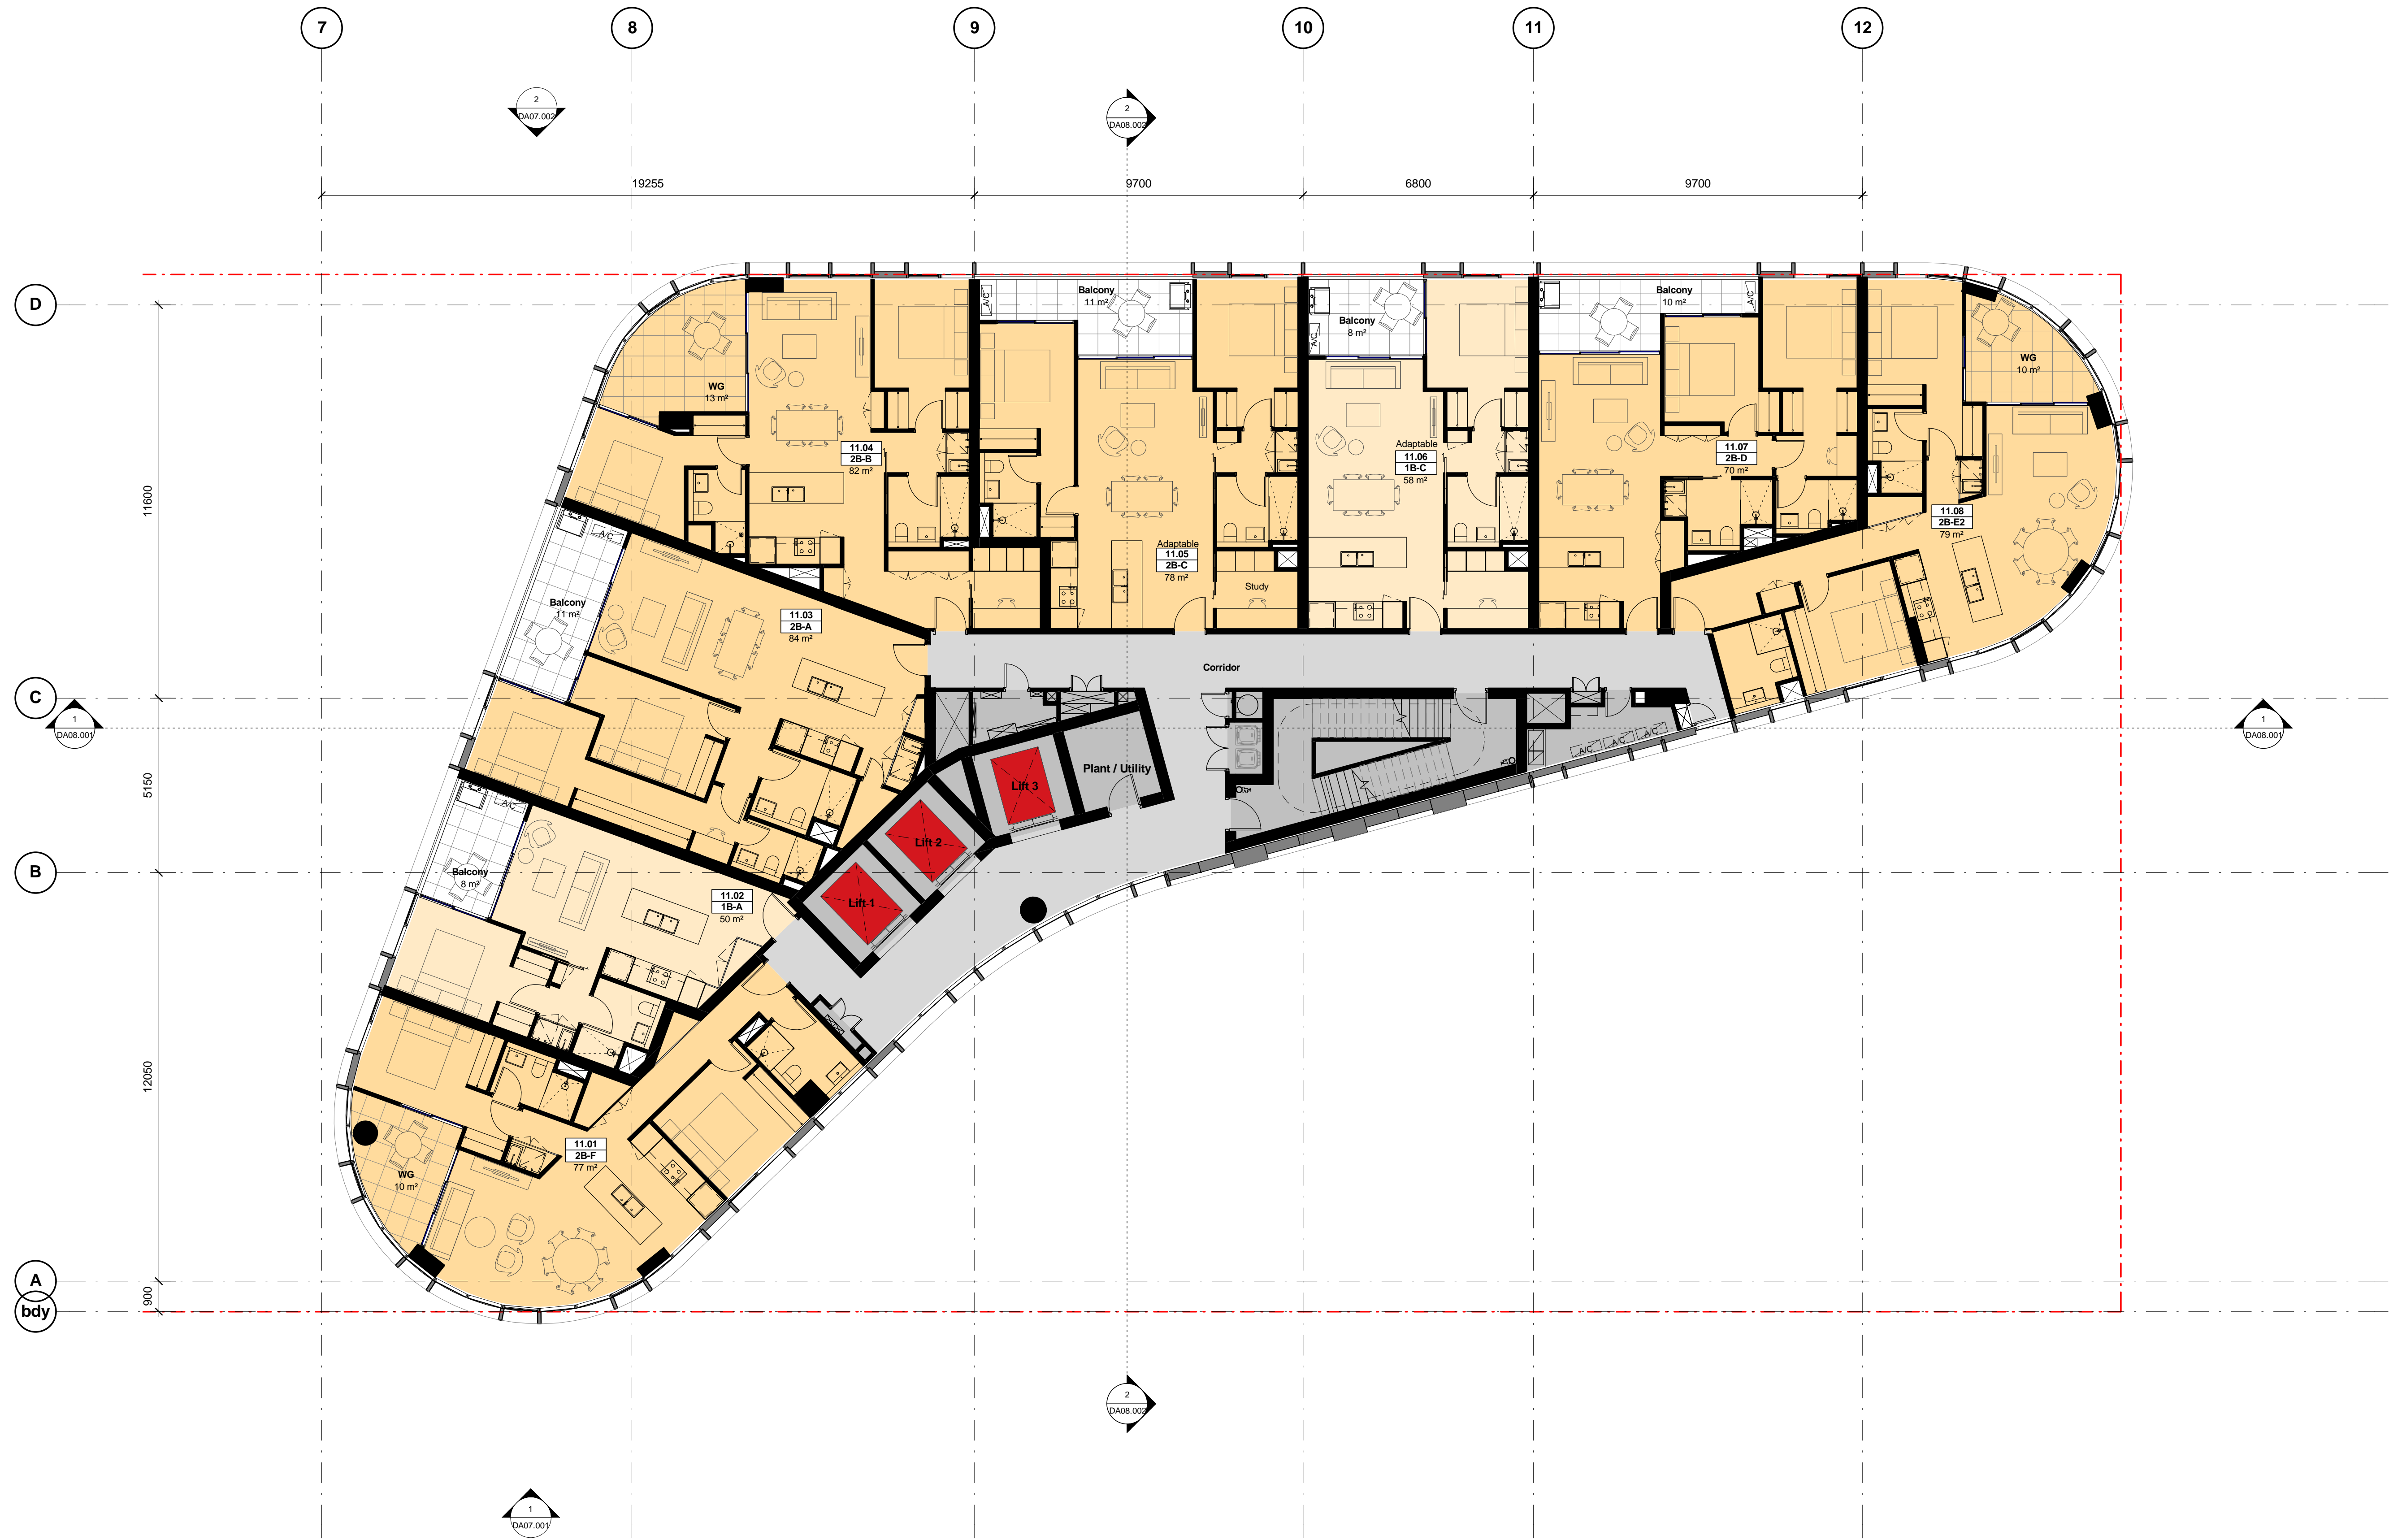 7
8
9
10
11
12
2
DA07.002
2
DA08.002
19255
9700
6800
9700
D
C
B
A
bdy
11600
5150
12050
900
WG
13 m²
11.04
2B-B
82 m²
A/C
Balcony
11 m²
Adaptable
11.05
2B-C
78 m²
Study
Balcony
8 m²
A/C
Adaptable
11.06
1B-C
58 m²
Balcony
10 m²
A/C
11.07
2B-D
70 m²
WG
10 m²
11.08
2B-E2
79 m²
A/C
Balcony
11 m²
11.03
2B-A
84 m²
Corridor
Plant / Utility
Lift 3
Lift 2
Lift 1
A/C
A/C
A/C
1
DA08.001
1
DA08.001
A/C
Balcony
8 m²
11.02
1B-A
50 m²
11.01
2B-F
77 m²
WG
10 m²
2
DA08.002
1
DA07.001